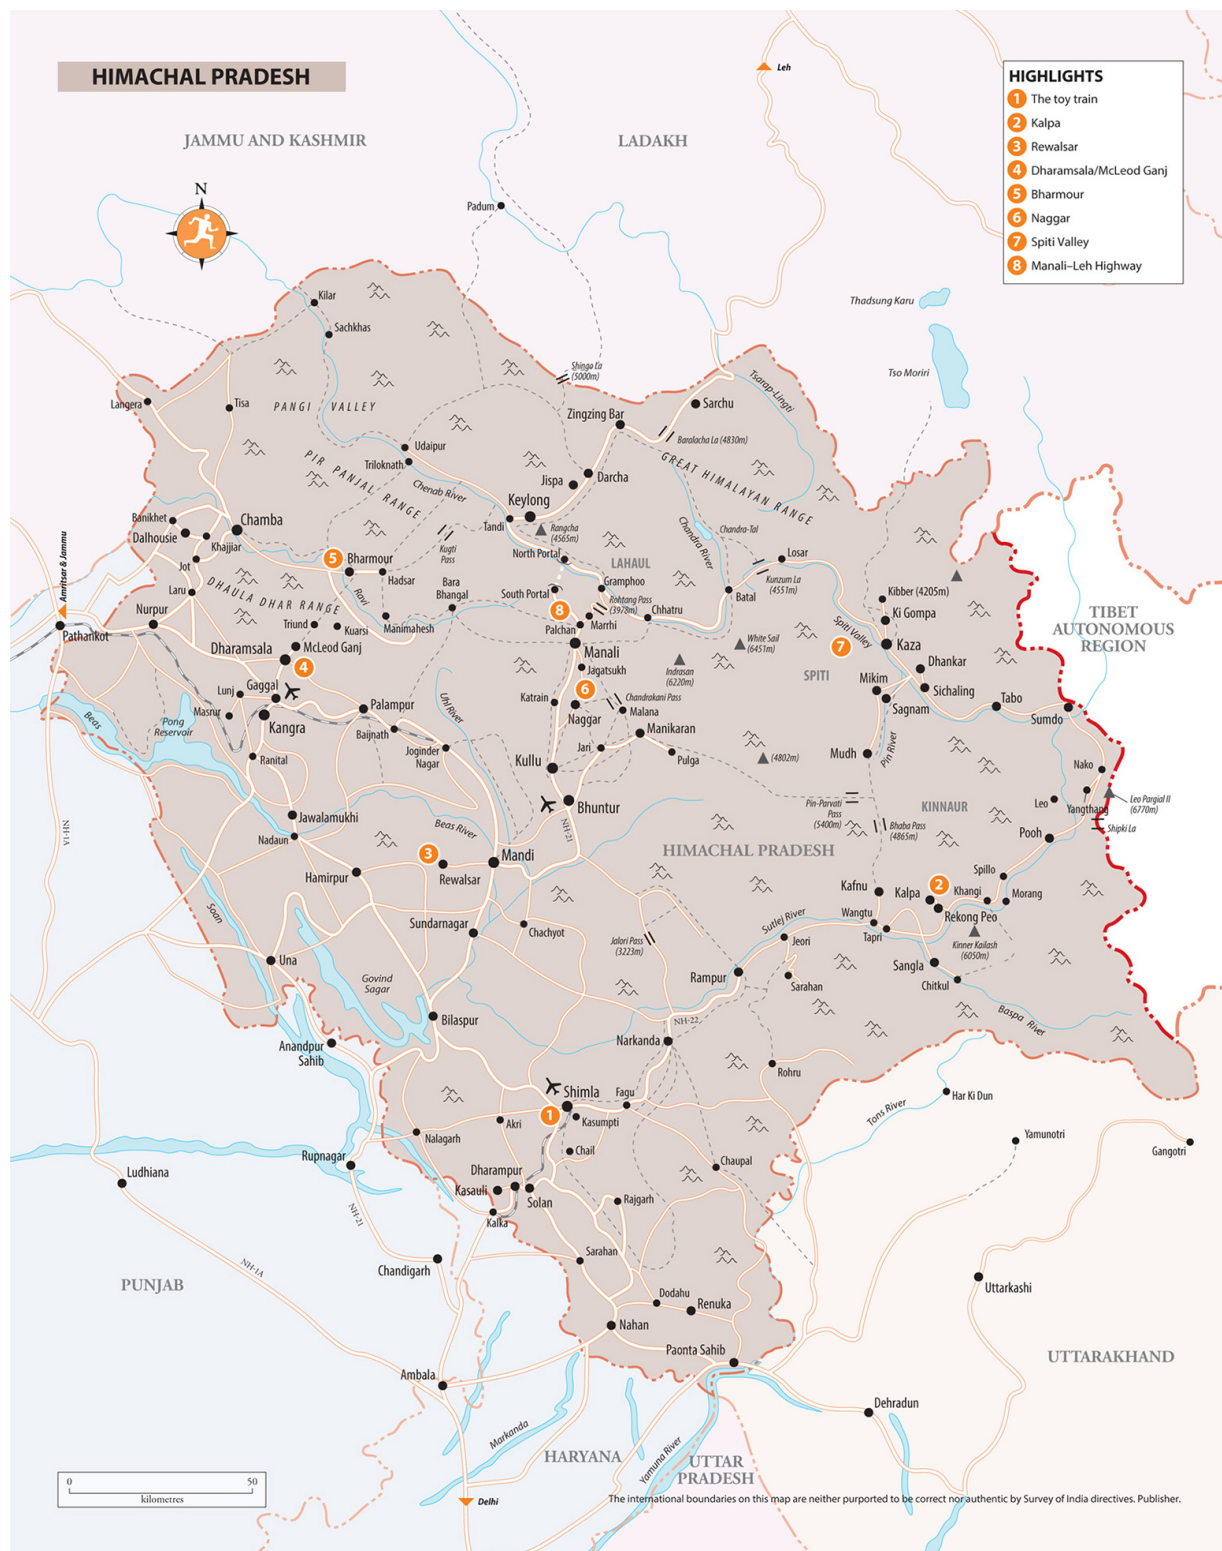 HIMACHAL PRADESH
HIGHLIGHTS
1 The toy train
2 Kalpa
3 Rewalsar
4 Dharamsala/McLeod Ganj
5 Bharmour
6 Naggar
7 Spiti Valley
8 Manali–Leh Highway
Leh
JAMMU AND KASHMIR
LADAKH
N
Padum
Kilar
Sachkhas
Thadsung Karu
Tso Moriri
Shingo La
(5000m)
Tsarap-Lingti
Langera
Tisa
PANGI VALLEY
Zingzing Bar
Sarchu
Baralacha La (4830m)
Udaipur
Triloknath
PIR PANJAL RANGE
GREAT HIMALAYAN RANGE
Chenab River
Jispa
Darcha
Keylong
Tandi
Rangcha
(4565m)
Banikhet
Chamba
Dalhousie
Khajjiar
Jot
Kugti
Pass
North Portal
LAHAUL
Chandra River
Chandra-Tal
Losar
Kunzum La
(4551m)
5
Bharmour
Hadsar
Laru
DHAULA DHAR RANGE
Ravi
Bara
Bhangal
South Portal
Gramphoo
Rohtang Pass
(3978m)
Batal
Kibber (4205m)
Ki Gompa
Amritsar & Jammu
Nurpur
Pathankot
Triund
Kuarsi
Manimahesh
8
Marrhi
Chhatru
Palchan
Manali
White Sail
(6451m)
Spiti Valley
7
Kaza
TIBET
AUTONOMOUS
REGION
Dharamsala
McLeod Ganj
4
Jagatsukh
Indrasan
(6220m)
SPITI
Dhankar
Mikim
Sichaling
Lunj
Gaggal
6
Katrain
Chandrakani Pass
Sagnam
Tabo
Sumdo
Masrur
Kangra
Palampur
Uhl River
Naggar
Malana
Beas
Pong
Reservoir
Baijnath
Joginder
Nagar
Manikaran
Jari
Pulga
Mudh
Pin River
(4802m)
Ranital
Kullu
Nako
Bhuntur
Pin-Parvati
Pass
(5400m)
KINNAUR
Leo
Yangthang
Leo Pargial II
(6770m)
Shipki La
Jawalamukhi
Nadaun
Beas River
NH-21
Bhaba Pass
(4865m)
Pooh
NH-1A
3
Rewalsar
Mandi
HIMACHAL PRADESH
Hamirpur
Spillo
Kafnu
Kalpa
2
Khangi
Morang
Soan
Sundarnagar
Chachyot
Sutlej River
Wangtu
Rekong Peo
Tapri
Jalori Pass
(3223m)
Jeori
Kinner Kailash
(6050m)
Una
Govind
Sagar
Rampur
Sarahan
Sangla
Chitkul
Baspa River
Bilaspur
NH-22
Anandpur
Sahib
Narkanda
Rohru
Shimla
Fagu
1
Kasumpti
Har Ki Dun
Tons River
Akri
Nalagarh
Chail
Yamunotri
Gangotri
Rupnagar
Ludhiana
Dharampur
Chaupal
Kasauli
Solan
Rajgarh
Kalka
NH-21
Sarahan
NH-1A
Chandigarh
PUNJAB
Dodahu
Renuka
Uttarkashi
Nahan
Paonta Sahib
UTTARAKHAND
Ambala
Dehradun
Markanda
HARYANA
Yamuna River
UTTAR
PRADESH
0 50
kilometres
Delhi
The international boundaries on this map are neither purported to be correct nor authentic by Survey of India directives. Publisher.